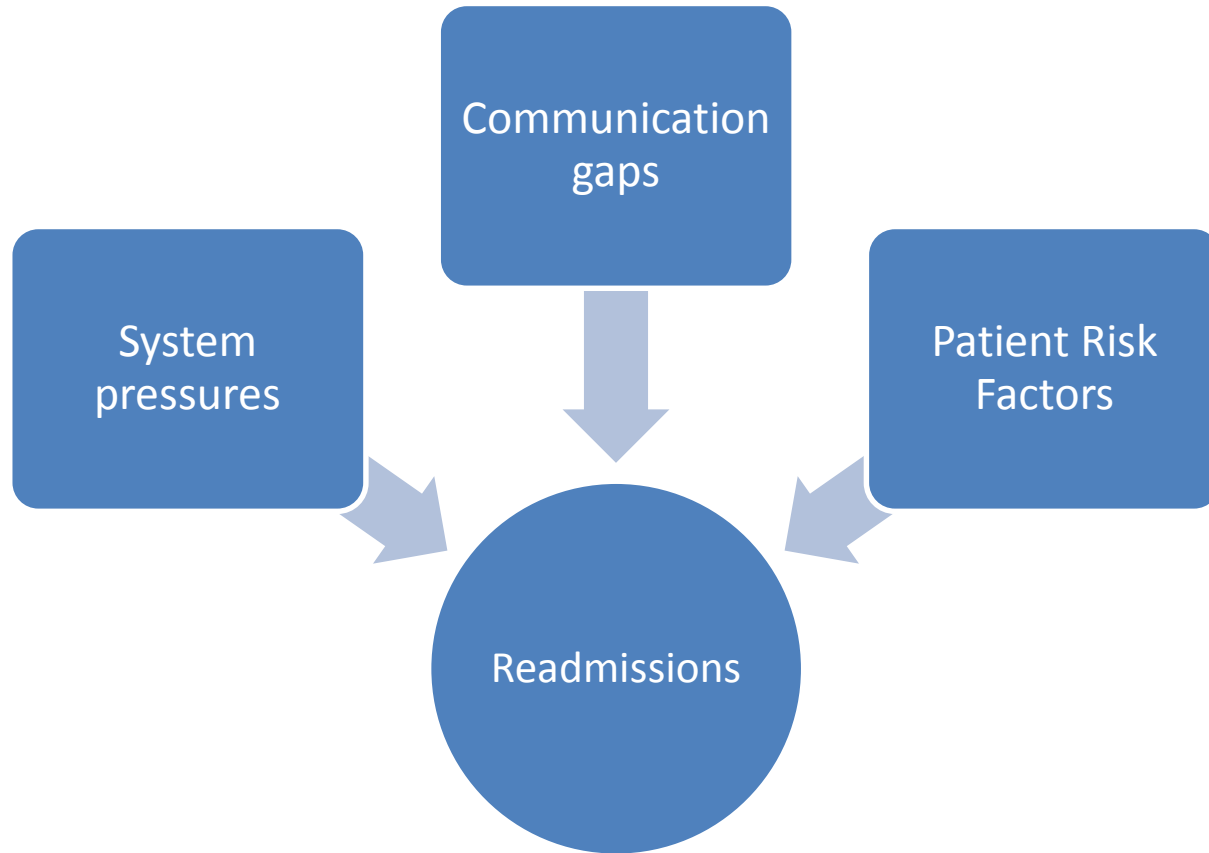 Communication
gaps
System
pressures
Patient Risk
Factors
Readmissions